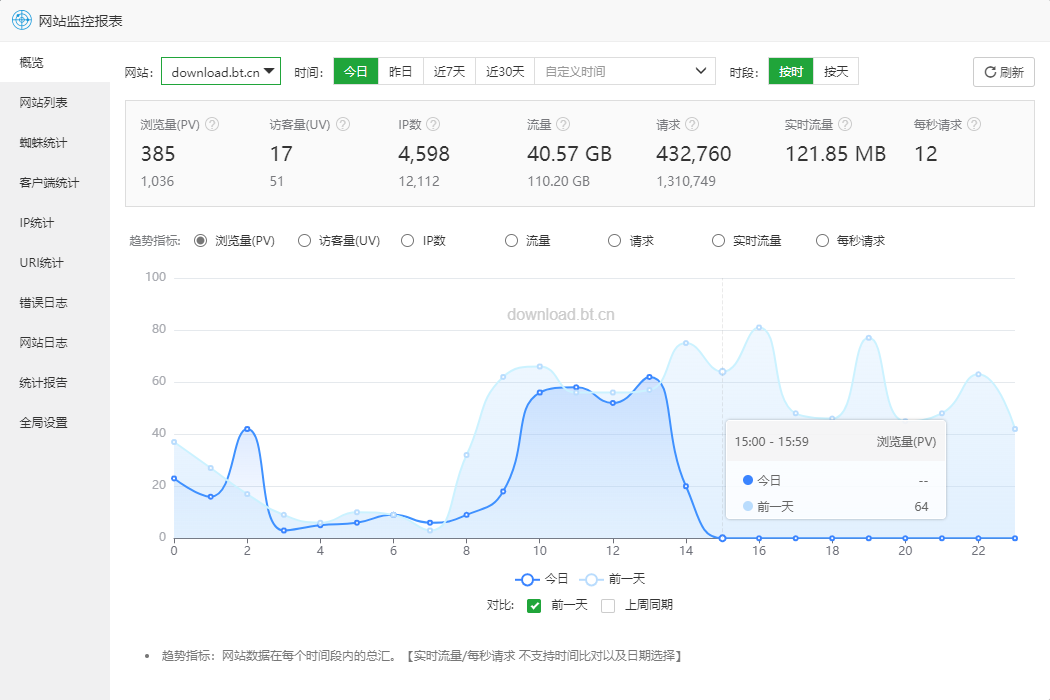 网站监控报表
概览
网站列表
蜘蛛统计
客户端统计
IP统计
URI统计
错误日志
网站日志
统计报告
全局设置
网站: download.bt.cn 时间: 今日 昨日 近7天 近30天 自定义时间 时段: 按时 按天 刷新
浏览量(PV) ? 访客量(UV) ? IP数 ? 流量 ? 请求 ? 实时流量 ? 每秒请求 ?
385 17 4,598 40.57 GB 432,760 121.85 MB 12
1,036 51 12,112 110.20 GB 1,310,749
趋势指标: 浏览量(PV) 访客量(UV) IP数 流量 请求 实时流量 每秒请求
100
download.bt.cn
80
60
40
20
0
15:00 - 15:59 浏览量(PV)
今日 --
前一天 64
0 2 4 6 8 10 12 14 16 18 20 22
今日 前一天
对比: 前一天 上周同期
• 趋势指标: 网站数据在每个时间段内的总汇。【实时流量/每秒请求 不支持时间比对以及日期选择】